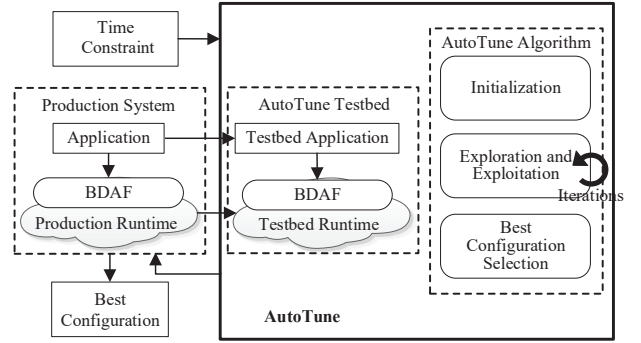 Time
Constraint
Production System
Application
BDAF
Production Runtime
Best
Configuration
AutoTune Testbed
Testbed Application
BDAF
Testbed Runtime
AutoTune
AutoTune Algorithm
Initialization
Exploration and
Exploitation
Iterations
Best
Configuration
Selection